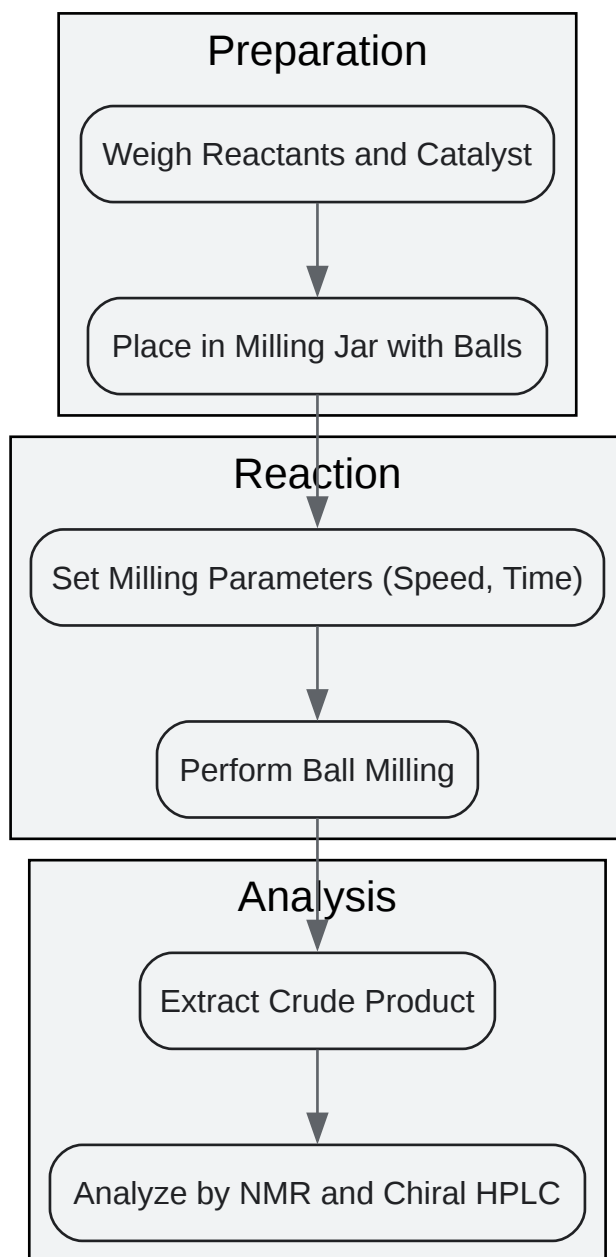 Preparation
Weigh Reactants and Catalyst
Place in Milling Jar with Balls
Reaction
Set Milling Parameters (Speed, Time)
Perform Ball Milling
Analysis
Extract Crude Product
Analyze by NMR and Chiral HPLC